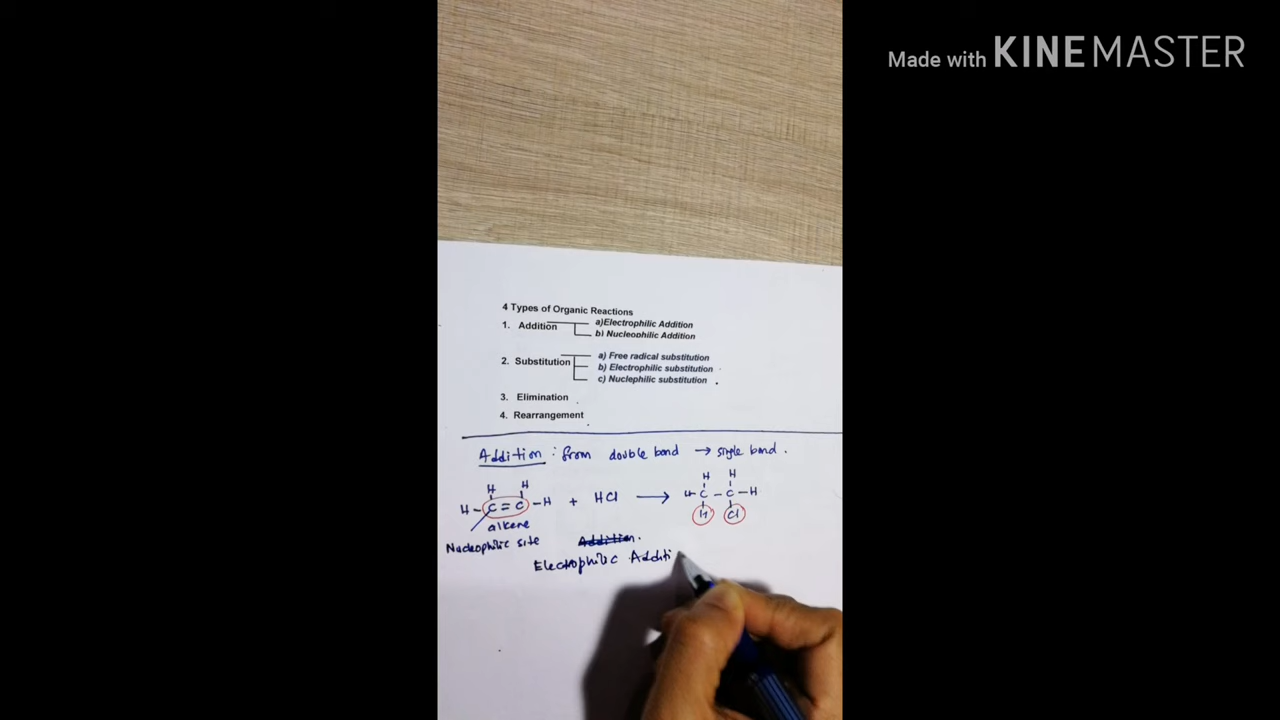 Made with KINEMASTER
4 Types of Organic Reactions
1. Addition a)Electrophilic Addition
b) Nucleophilic Addition
2. Substitution a) Free radical substitution
b) Electrophilic substitution
c) Nuclephilic substitution
3. Elimination
4. Rearrangement
Addition : from double bond → single bond.
H H H H
H - C = C - H + HCl → H - C - C - H
alkene H Cl
Nucleophilic site Addition.
Electrophilic Additi